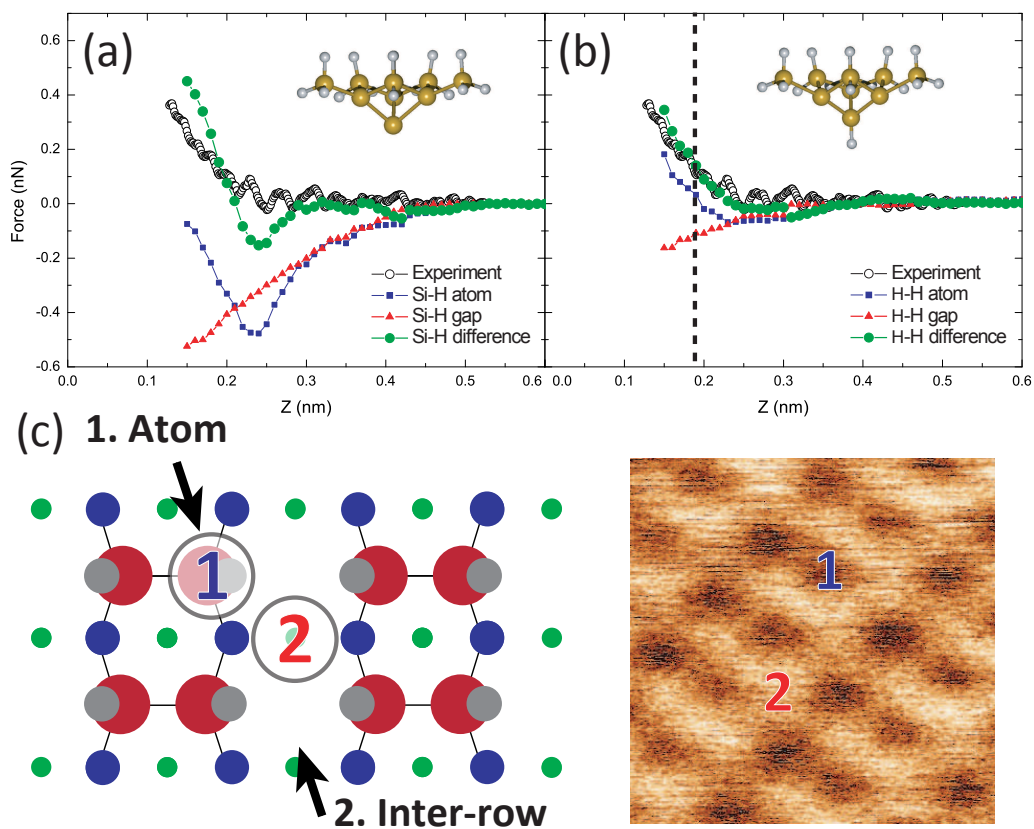 (a)
0.6
0.4
0.2
0.0
-0.2
-0.4
-0.6
Force (nN)
Experiment
Si-H atom
Si-H gap
Si-H difference
0.0 0.1 0.2 0.3 0.4 0.5
Z (nm)
(b)
Experiment
H-H atom
H-H gap
H-H difference
0.0 0.1 0.2 0.3 0.4 0.5 0.6
Z (nm)
(c) 1. Atom
1
2
2. Inter-row
1
2